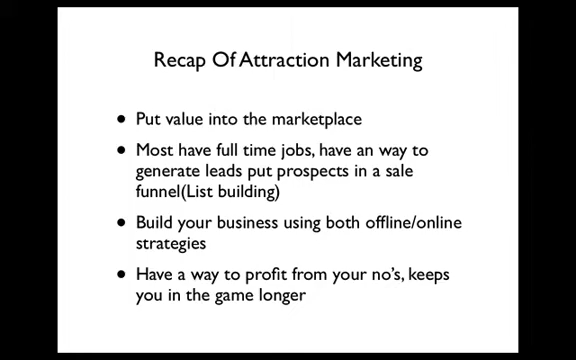 Recap Of Attraction Marketing
• Put value into the marketplace
• Most have full time jobs, have an way to
generate leads put prospects in a sale
funnel(List building)
• Build your business using both offline/online
strategies
• Have a way to profit from your no's, keeps
you in the game longer